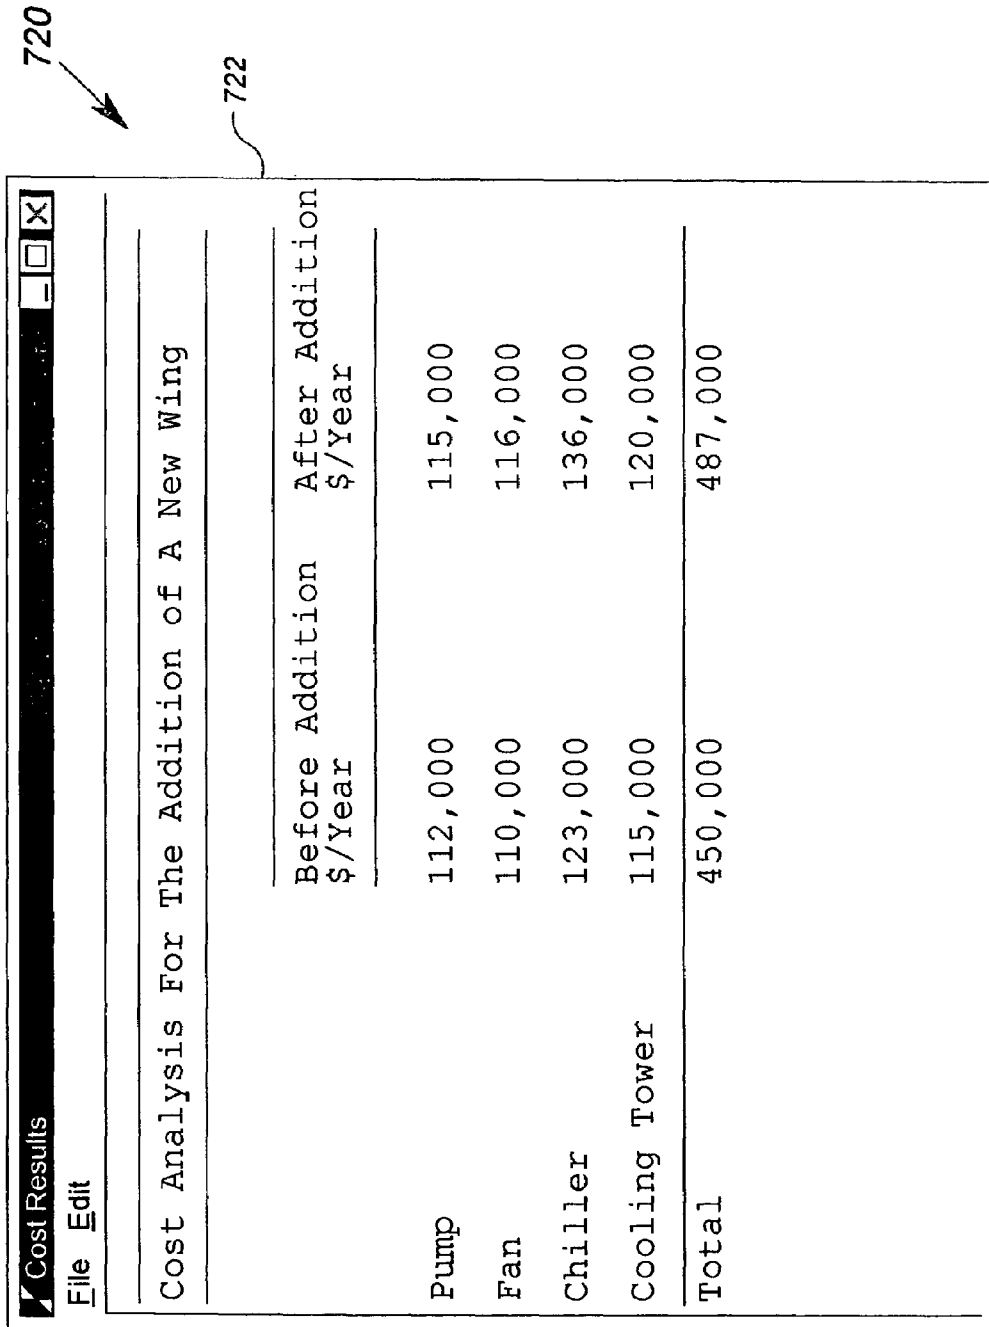 720
722
Cost Results
File Edit
Cost Analysis For The Addition of A New Wing
Before Addition After Addition
$/Year $/Year
Pump 112,000 115,000
Fan 110,000 116,000
Chiller 123,000 136,000
Cooling Tower 115,000 120,000
Total 450,000 487,000